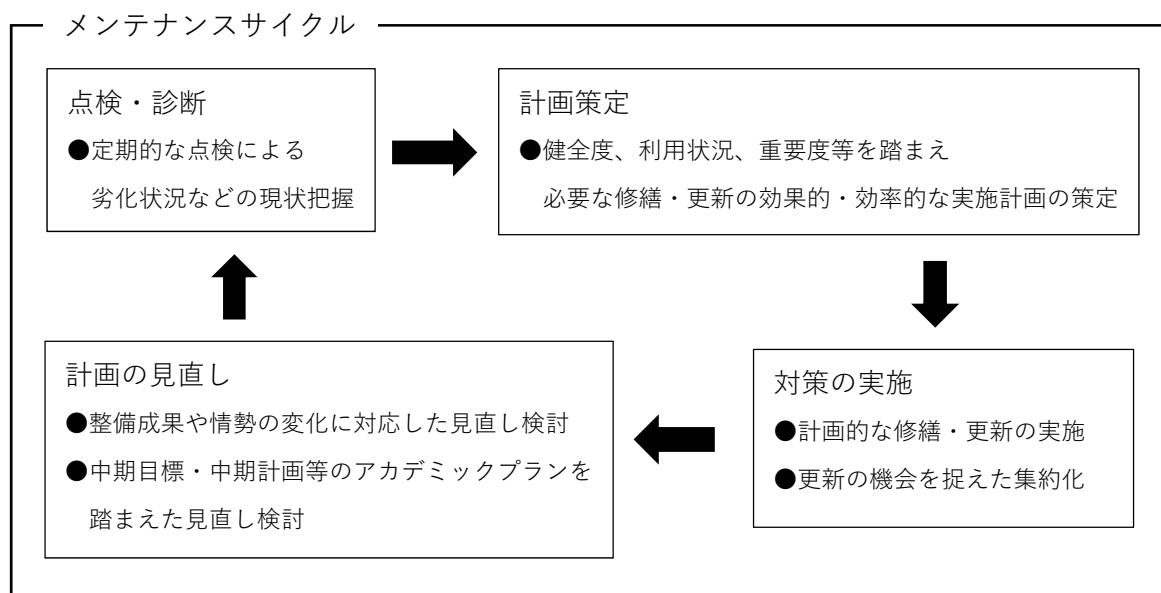 メンテナンスサイクル
点検・診断
●定期的な点検による
劣化状況などの現状把握
計画策定
●健全度、利用状況、重要度等を踏まえ
必要な修繕・更新の効果的・効率的な実施計画の策定
対策の実施
●計画的な修繕・更新の実施
●更新の機会を捉えた集約化
計画の見直し
●整備成果や情勢の変化に対応した見直し検討
●中期目標・中期計画等のアカデミックプランを
踏まえた見直し検討